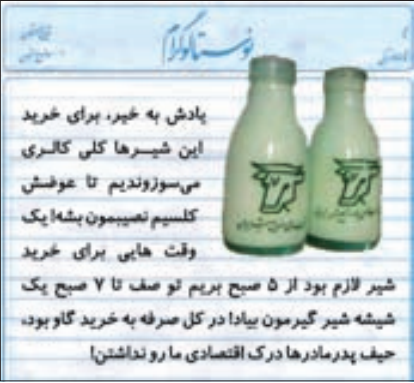 نوستالوگرام
یادش به خیر، برای خرید
این شیرها کلی کالری
می‌سوزوندیم تا عوضش
کلسیم نصیبمون بشه! یک
وقت هایی برای خرید
شیر لازم بود از ۵ صبح بریم تو صف تا ۷ صبح یک
شیشه شیر گیرمون بیاد! در کل صرفه به خرید گاو بود،
حیف پدرمادرها درک اقتصادی ما رو نداشتن!